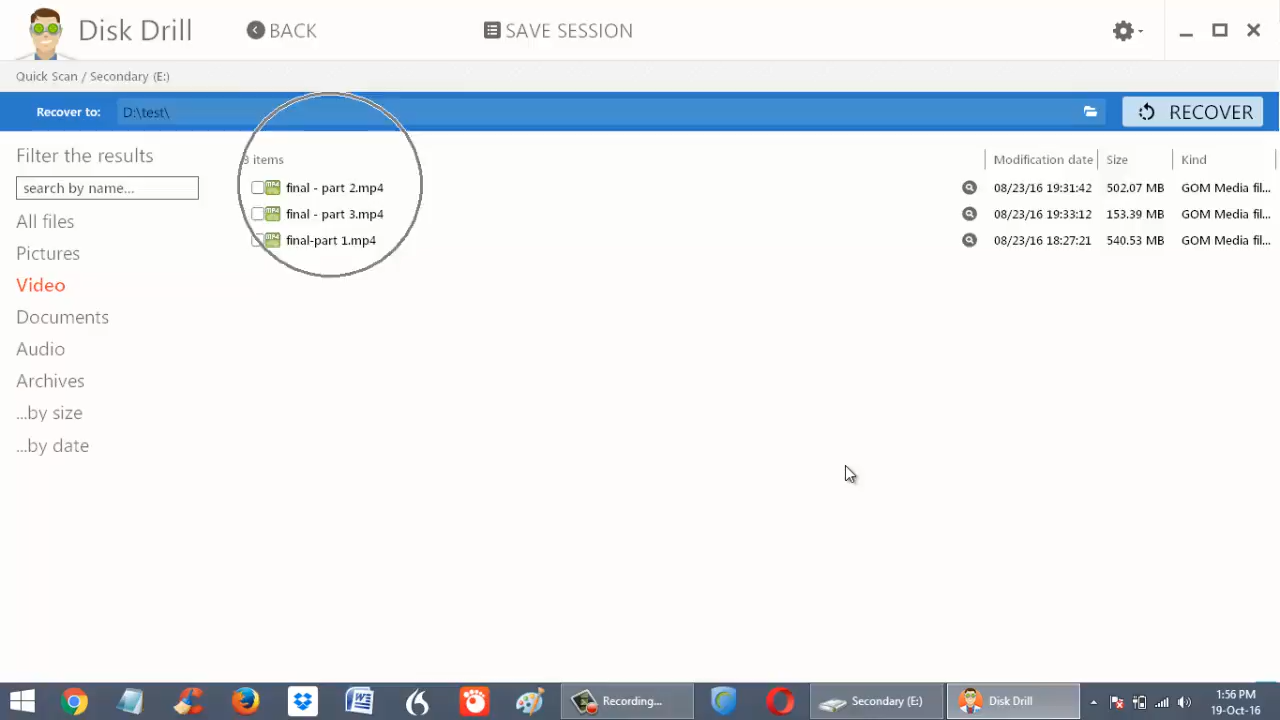 Disk Drill
BACK
SAVE SESSION
Quick Scan / Secondary (E:)
Recover to:
D:\test\
RECOVER
Filter the results
search by name...
All files
Pictures
Video
Documents
Audio
Archives
...by size
...by date
3 items
Modification date
Size
Kind
final - part 2.mp4
08/23/16 19:31:42
502.07 MB
GOM Media fil...
final - part 3.mp4
08/23/16 19:33:12
153.39 MB
GOM Media fil...
final-part 1.mp4
08/23/16 18:27:21
540.53 MB
GOM Media fil...
Recording...
Secondary (E:)
Disk Drill
1:56 PM
19-Oct-16